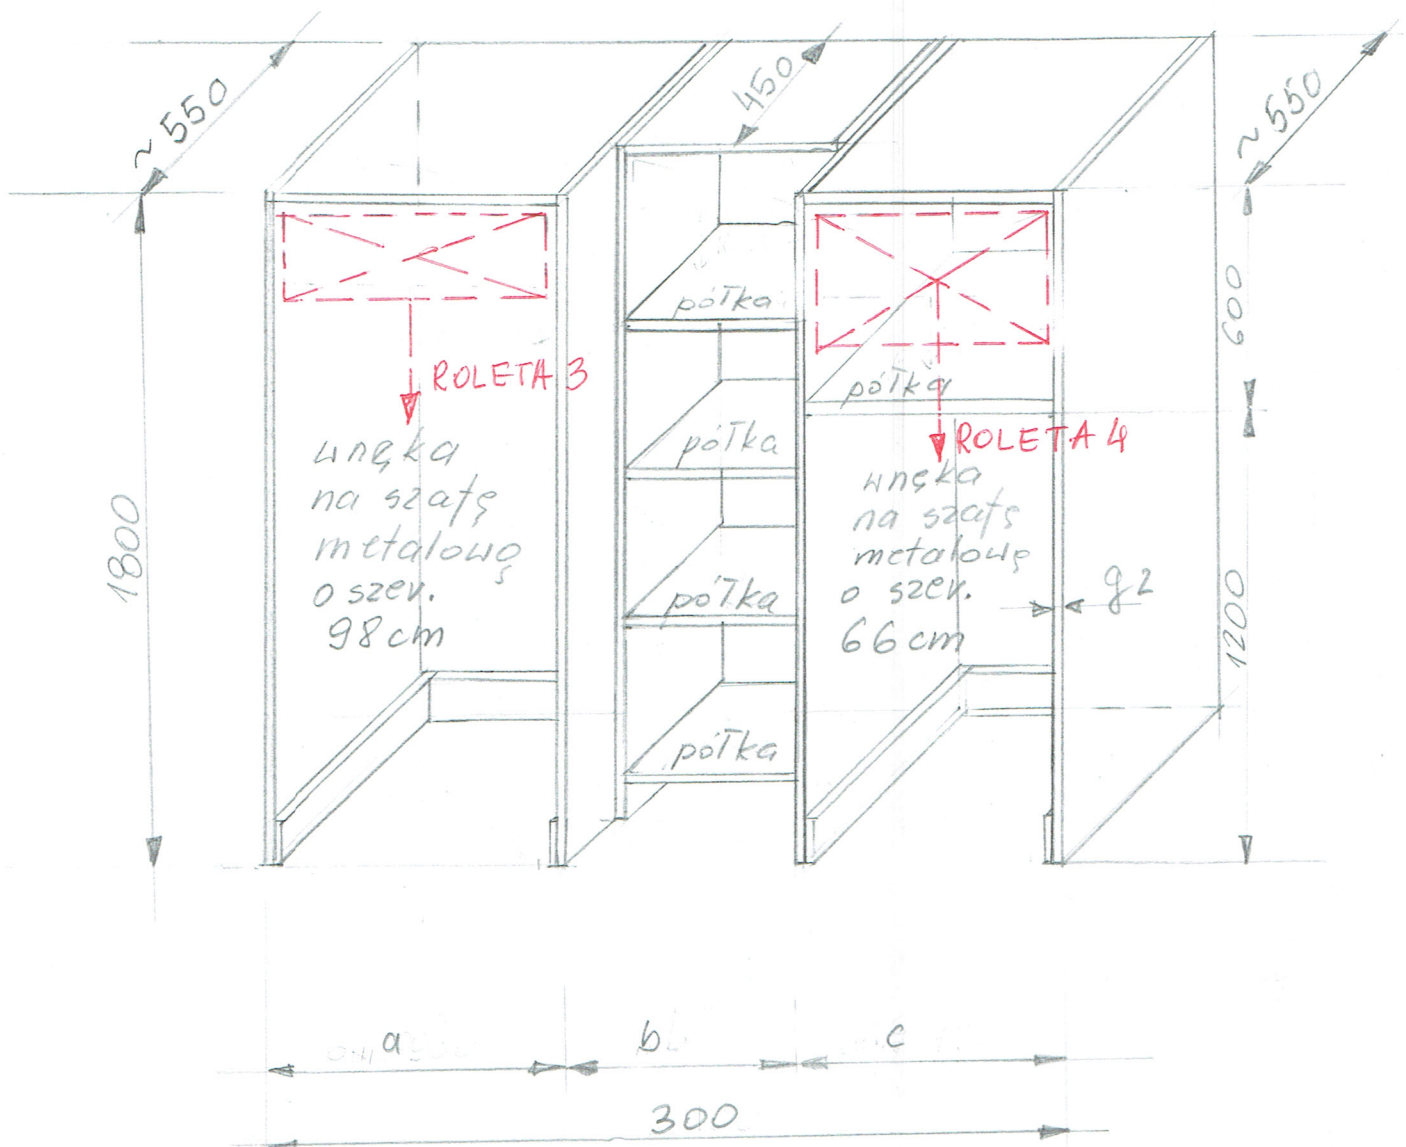 ~ 550
450
~ 550
półka
600
ROLETA 3
półka
ROLETA 4
wnęka
na szafę
metalową
o szer.
98cm
półka
wnęka
na szafę
metalową
o szer.
66cm
półka
g2
1800
1200
półka
a
b
c
300